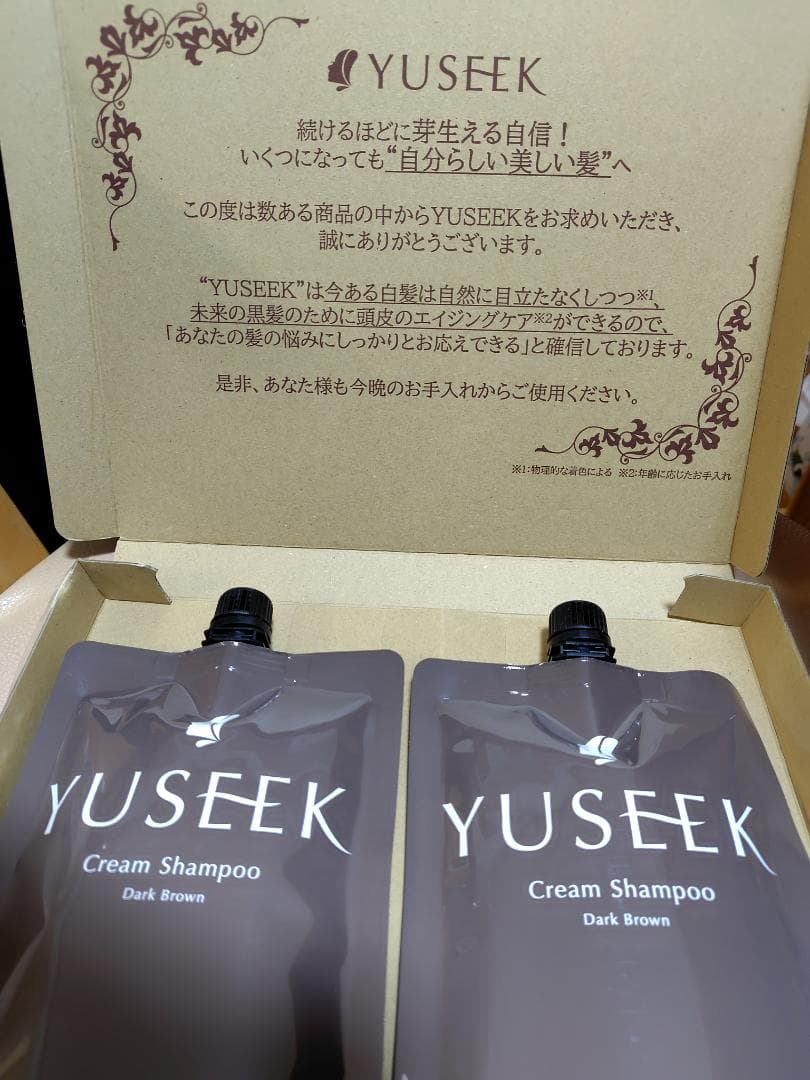 YUSEEK
続けるほどに芽生える自信！
いくつになっても“自分らしい美しい髪”へ
この度は数ある商品の中からYUSEEKをお求めいただき、
誠にありがとうございます。
“YUSEEK”は今ある白髪は自然に目立たなくしつつ※1、
未来の黒髪のために頭皮のエイジングケア※2ができるので、
「あなたの髪の悩みにしっかりとお応えできる」と確信しております。
是非、あなた様も今晩のお手入れからご使用ください。
※1:物理的な着色による ※2:年齢に応じたお手入れ
YUSEEK
Cream Shampoo
Dark Brown
YUSEEK
Cream Shampoo
Dark Brown